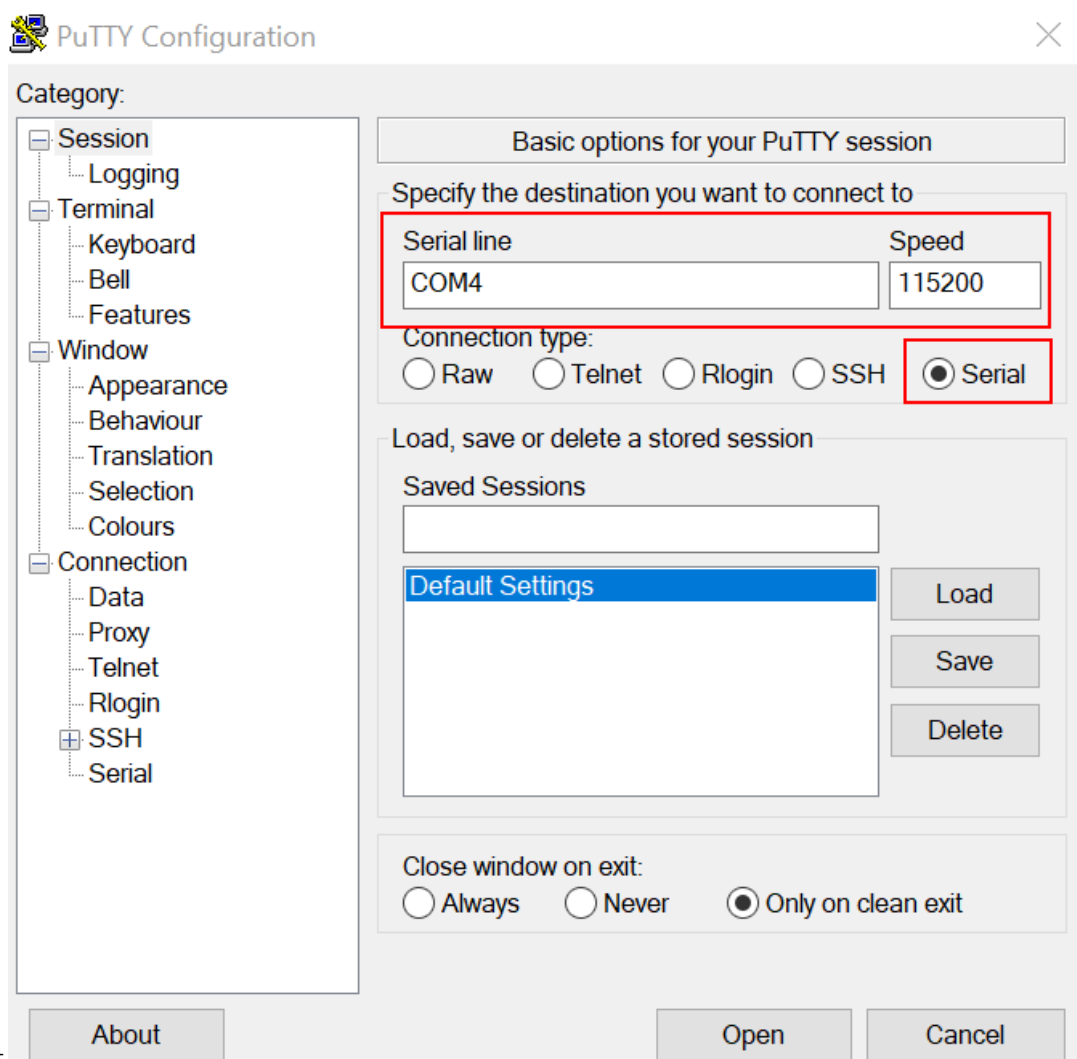 PuTTY Configuration
Category:
Session
Logging
Terminal
Keyboard
Bell
Features
Window
Appearance
Behaviour
Translation
Selection
Colours
Connection
Data
Proxy
Telnet
Rlogin
SSH
Serial
Basic options for your PuTTY session
Specify the destination you want to connect to
Serial line Speed
COM4 115200
Connection type:
Raw Telnet Rlogin SSH Serial
Load, save or delete a stored session
Saved Sessions
Default Settings
Load
Save
Delete
Close window on exit:
Always Never Only on clean exit
About Open Cancel